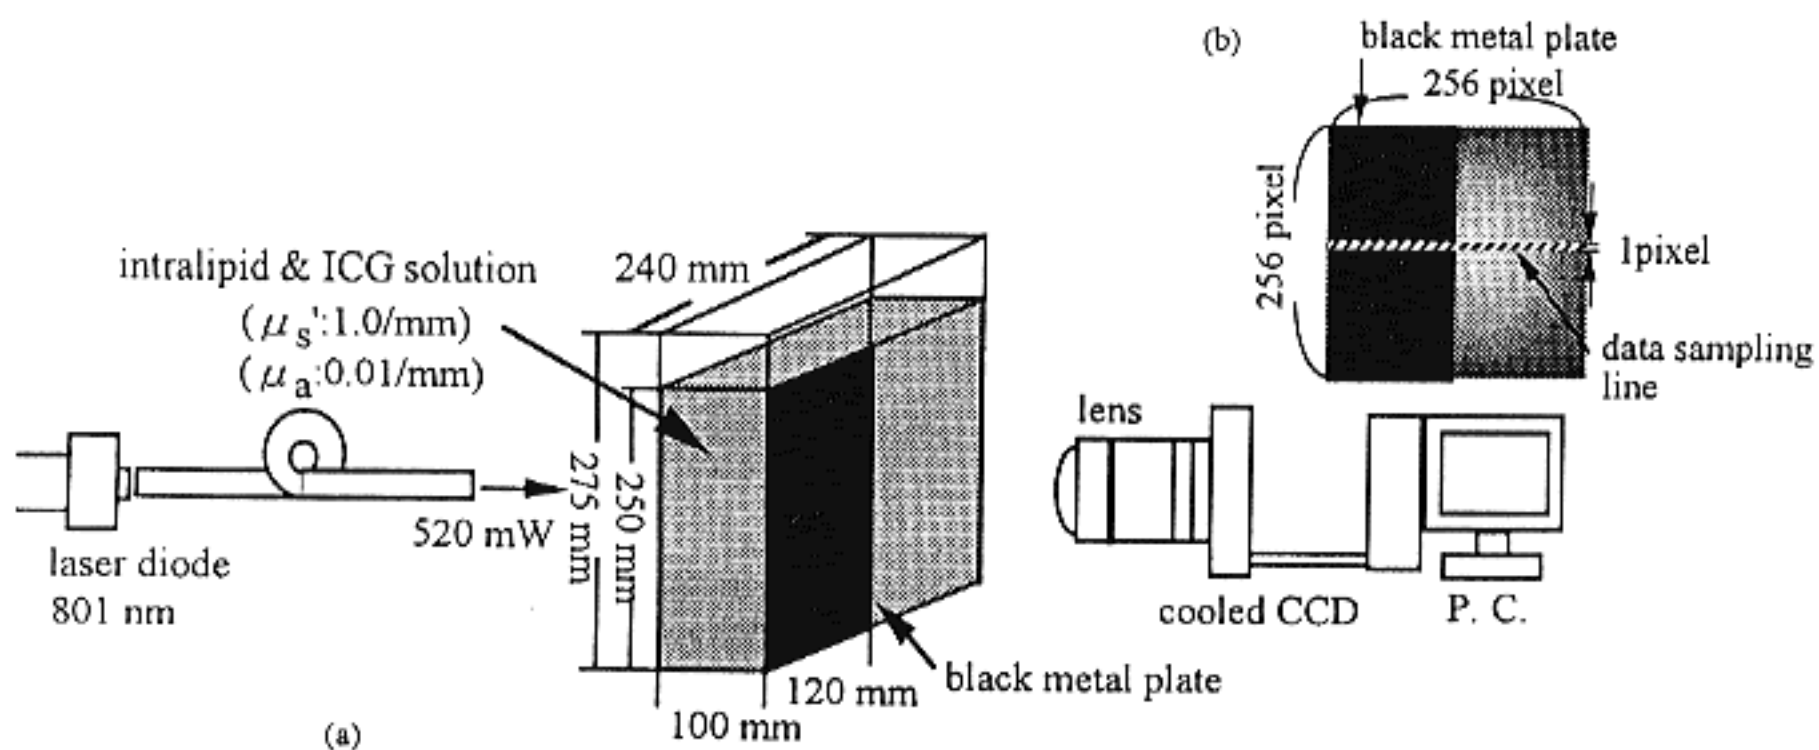 (b)
black metal plate
256 pixel
256 pixel
1pixel
data sampling
line
intralipid & ICG solution
(μs':1.0/mm)
(μa:0.01/mm)
240 mm
275 mm
250 mm
520 mW
laser diode
801 nm
lens
cooled CCD
P. C.
black metal plate
120 mm
100 mm
(a)